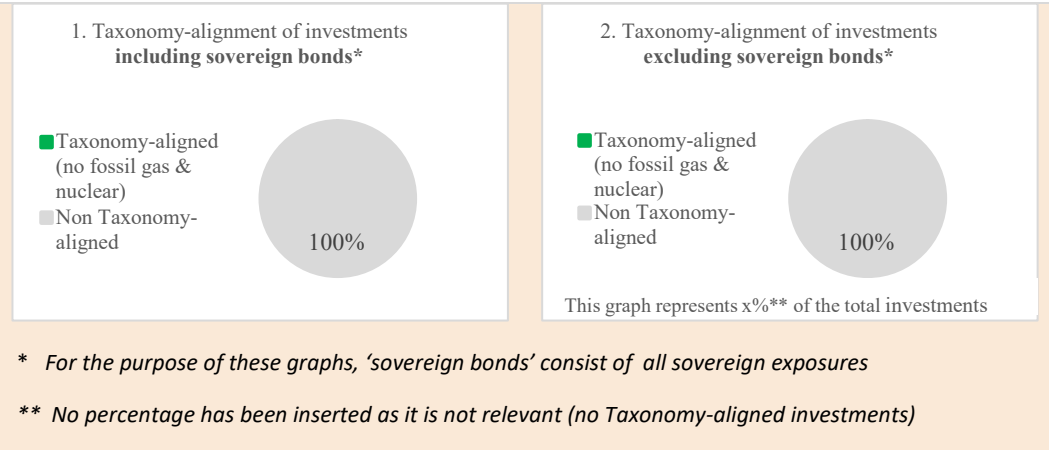 1. Taxonomy-alignment of investments
including sovereign bonds*
Taxonomy-aligned
(no fossil gas &
nuclear)
Non Taxonomy-
aligned
100%
2. Taxonomy-alignment of investments
excluding sovereign bonds*
Taxonomy-aligned
(no fossil gas &
nuclear)
Non Taxonomy-
aligned
100%
This graph represents x%** of the total investments
* For the purpose of these graphs, ‘sovereign bonds’ consist of all sovereign exposures
** No percentage has been inserted as it is not relevant (no Taxonomy-aligned investments)